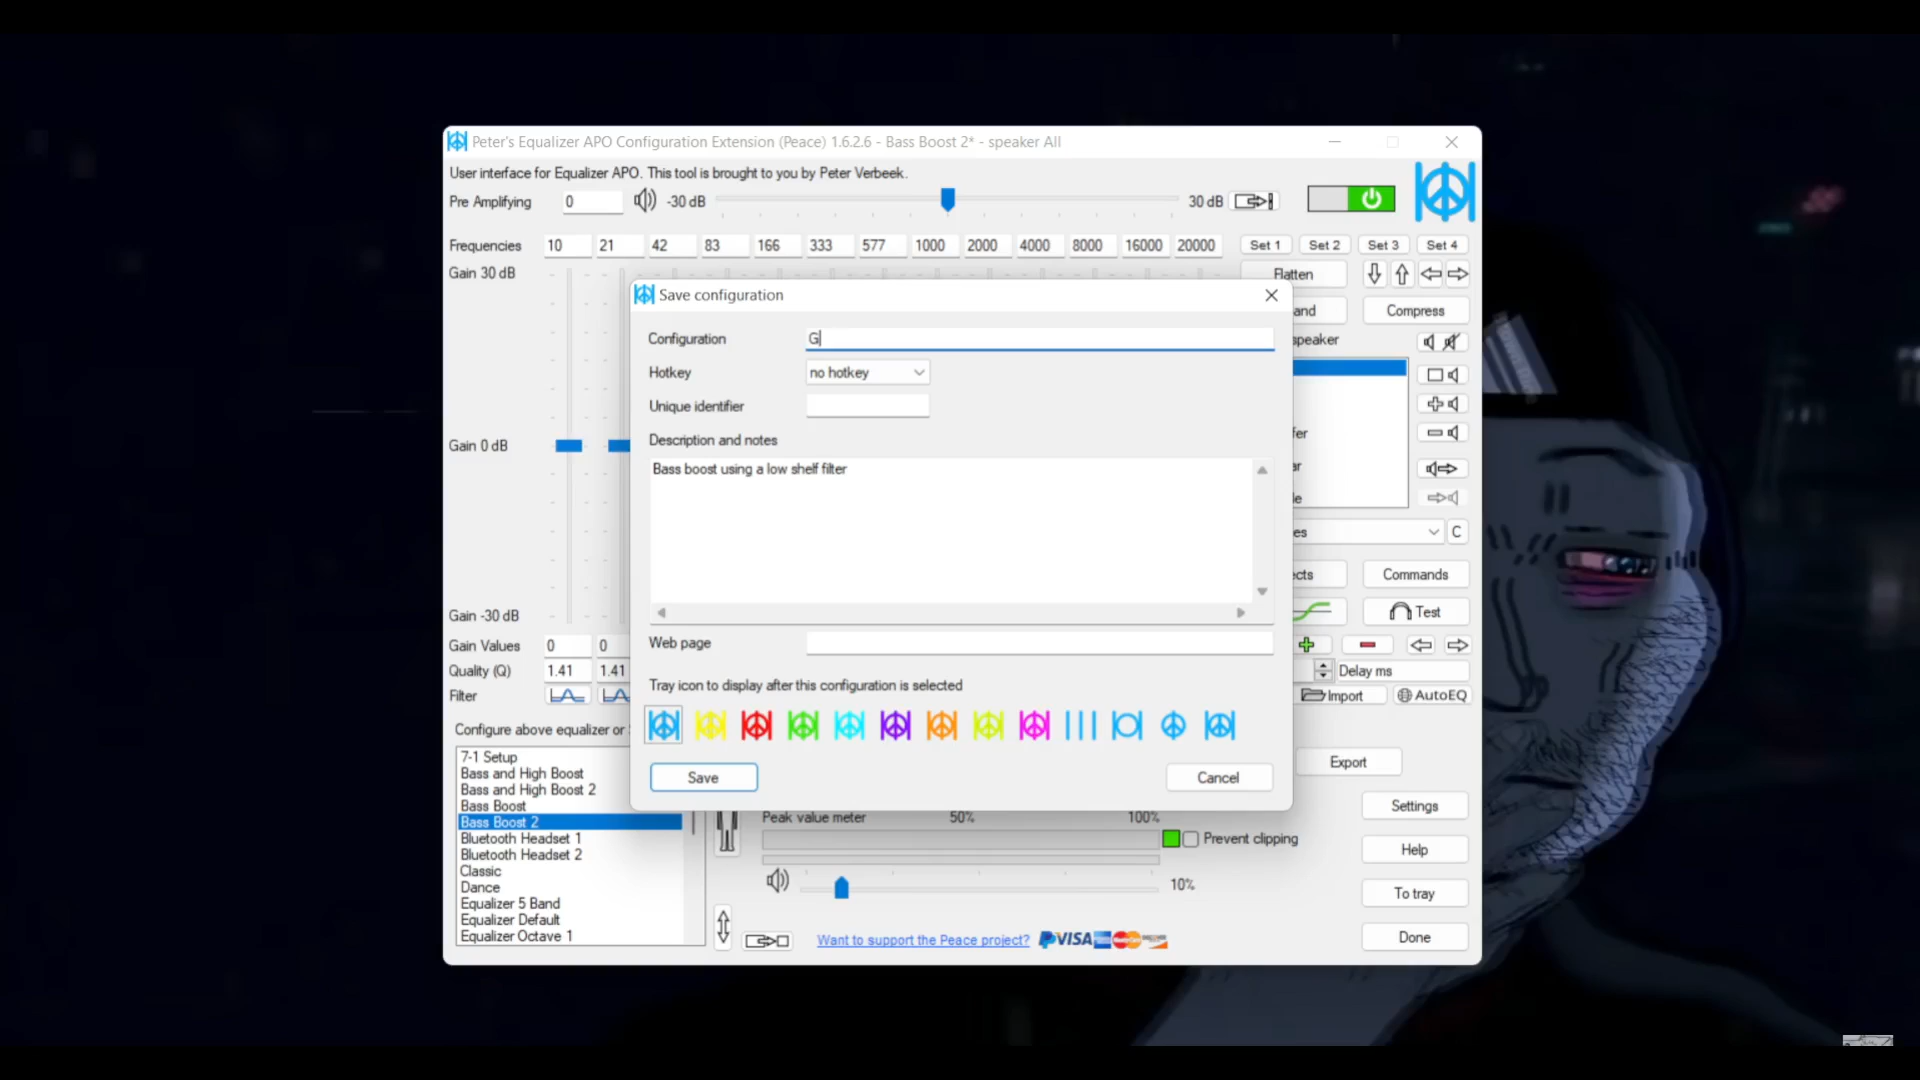 Peter's Equalizer APO Configuration Extension (Peace) 1.6.2.6 - Bass Boost 2* - speaker All
User interface for Equalizer APO. This tool is brought to you by Peter Verbeek.
Pre Amplifying 0 -30 dB 30 dB
Frequencies 10 21 42 83 166 333 577 1000 2000 4000 8000 16000 20000 Set 1 Set 2 Set 3 Set 4
Gain 30 dB Flatten
Save configuration
and Compress
Configuration G
speaker
Hotkey no hotkey
Unique identifier
fer
Description and notes
Gain 0 dB
Bass boost using a low shelf filter
ar
le
es C
ects Commands
Gain -30 dB Test
Web page
Gain Values 0 0
Quality (Q) 1.41 1.41 Delay ms
Filter Import AutoEQ
Tray icon to display after this configuration is selected
Configure above equalizer or
7-1 Setup
Bass and High Boost
Bass and High Boost 2
Bass Boost
Bass Boost 2
Bluetooth Headset 1
Bluetooth Headset 2
Classic
Dance
Equalizer 5 Band
Equalizer Default
Equalizer Octave 1
Save Cancel
Export
Settings
Peak value meter 50% 100%
Prevent clipping
Help
10%
To tray
Want to support the Peace project? VISA
Done